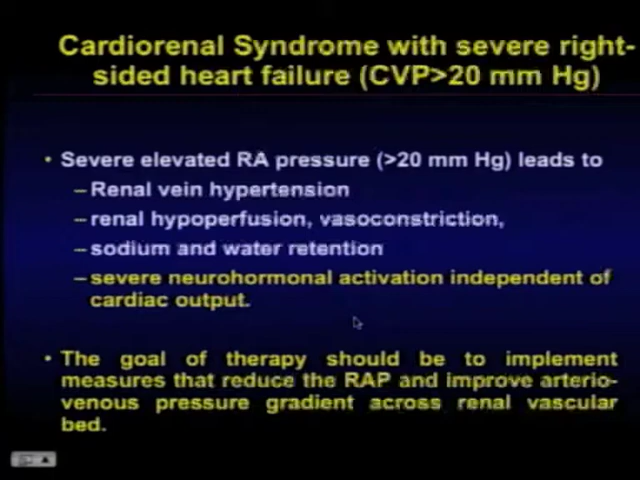 Cardiorenal Syndrome with severe right-
sided heart failure (CVP>20 mm Hg)
• Severe elevated RA pressure (>20 mm Hg) leads to
–Renal vein hypertension
–renal hypoperfusion, vasoconstriction,
–sodium and water retention
–severe neurohormonal activation independent of
cardiac output.
• The goal of therapy should be to implement
measures that reduce the RAP and improve arterio-
venous pressure gradient across renal vascular
bed.